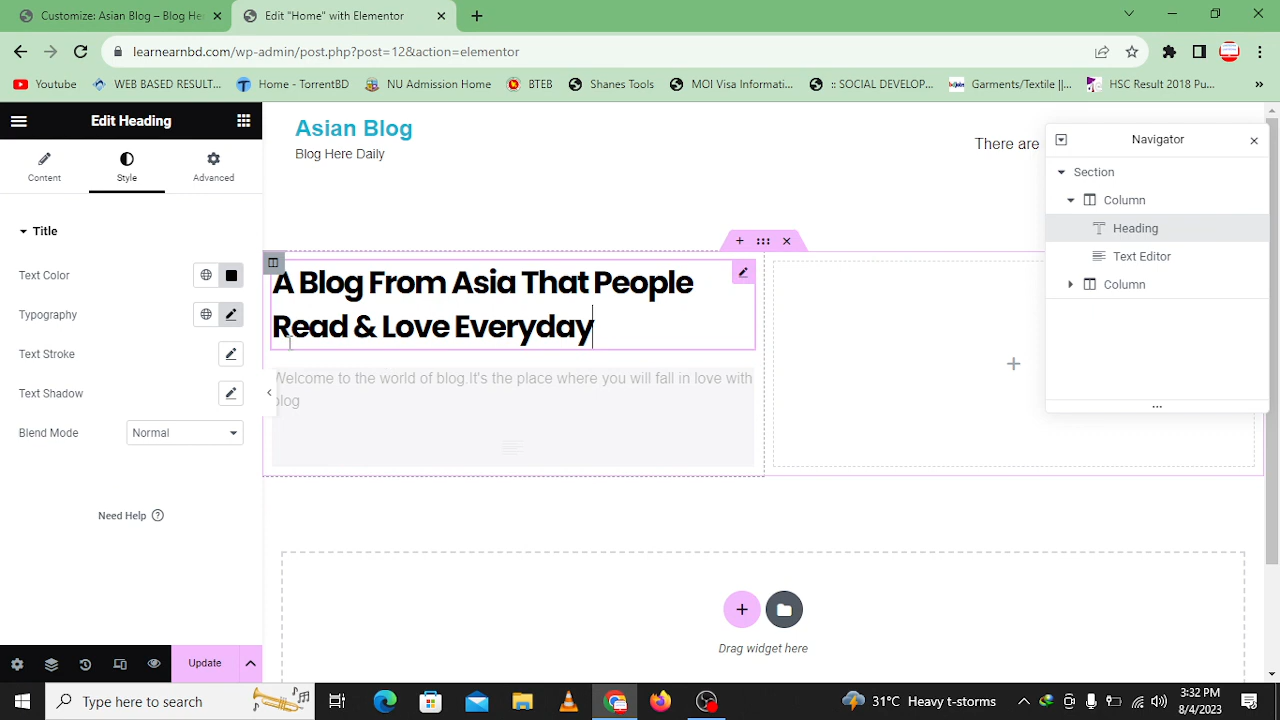 Customize: Asian Blog – Blog He
Edit "Home" with Elementor
learnearnbd.com/wp-admin/post.php?post=12&action=elementor
Youtube
WEB BASED RESULT...
Home - TorrentBD
NU Admission Home
BTEB
Shanes Tools
MOI Visa Informati...
:: SOCIAL DEVELOP...
Garments/Textile ||...
HSC Result 2018 Pu...
»
Edit Heading
Content
Style
Advanced
Title
Text Color
Typography
Text Stroke
Text Shadow
Blend Mode
Normal
Need Help
Update
Asian Blog
Blog Here Daily
There are
A Blog From Asia That People
Read & Love Everyday
Welcome to the world of blog.It's the place where you will fall in love with
blog
Drag widget here
Navigator
Section
Column
Heading
Text Editor
Column
Type here to search
31°C Heavy t-storms
3:32 PM
8/4/2023